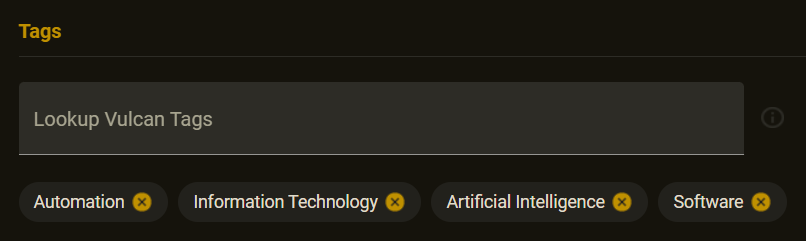 Tags
Lookup Vulcan Tags
Automation Information Technology Artificial Intelligence Software